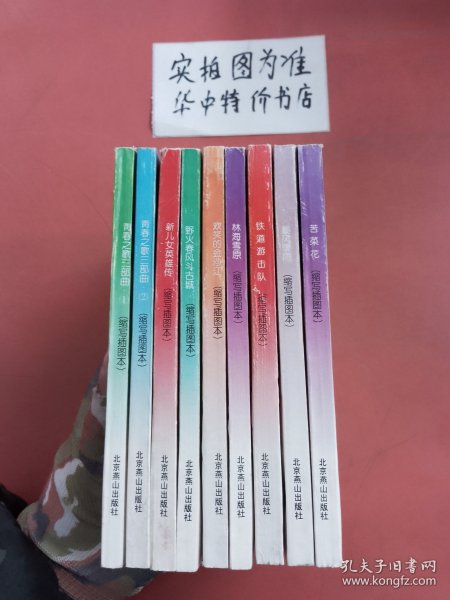 实拍图为准
华中特价书店
青春之歌三部曲 1 （缩写插图本） 北京燕山出版社
青春之歌三部曲 ② （缩写插图本） 北京燕山出版社
新儿女英雄传 （缩写插图本） 北京燕山出版社
野火春风斗古城 （缩写插图本） 北京燕山出版社
欢笑的金沙江 （缩写插图本） 北京燕山出版社
林海雪原 （缩写插图本） 北京燕山出版社
铁道游击队 （缩写插图本） 北京燕山出版社
（缩写插图本） 北京燕山出版社
苦菜花 （缩写插图本） 北京燕山出版社
孔夫子旧书网
www.kongfz.com